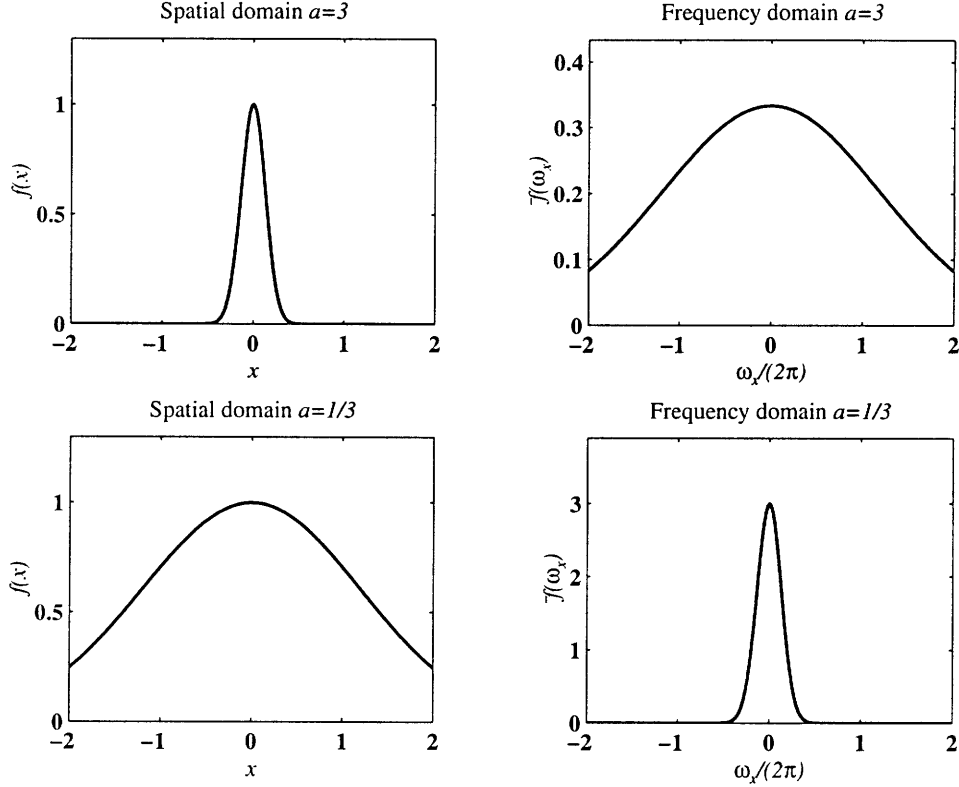 Spatial domain a=3
1
0.5
0
f(x)
−2 −1 0 1 2
x
Frequency domain a=3
0.4
0.3
0.2
0.1
0
f̄(ωₓ)
−2 −1 0 1 2
ωₓ/(2π)
Spatial domain a=1/3
1
0.5
0
f(x)
−2 −1 0 1 2
x
Frequency domain a=1/3
3
2
1
0
f̄(ωₓ)
−2 −1 0 1 2
ωₓ/(2π)